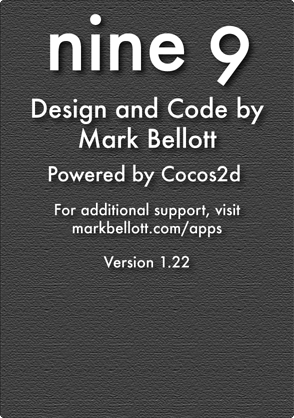 nine 9
Design and Code by
Mark Bellott
Powered by Cocos2d
For additional support, visit
markbellott.com/apps
Version 1.22